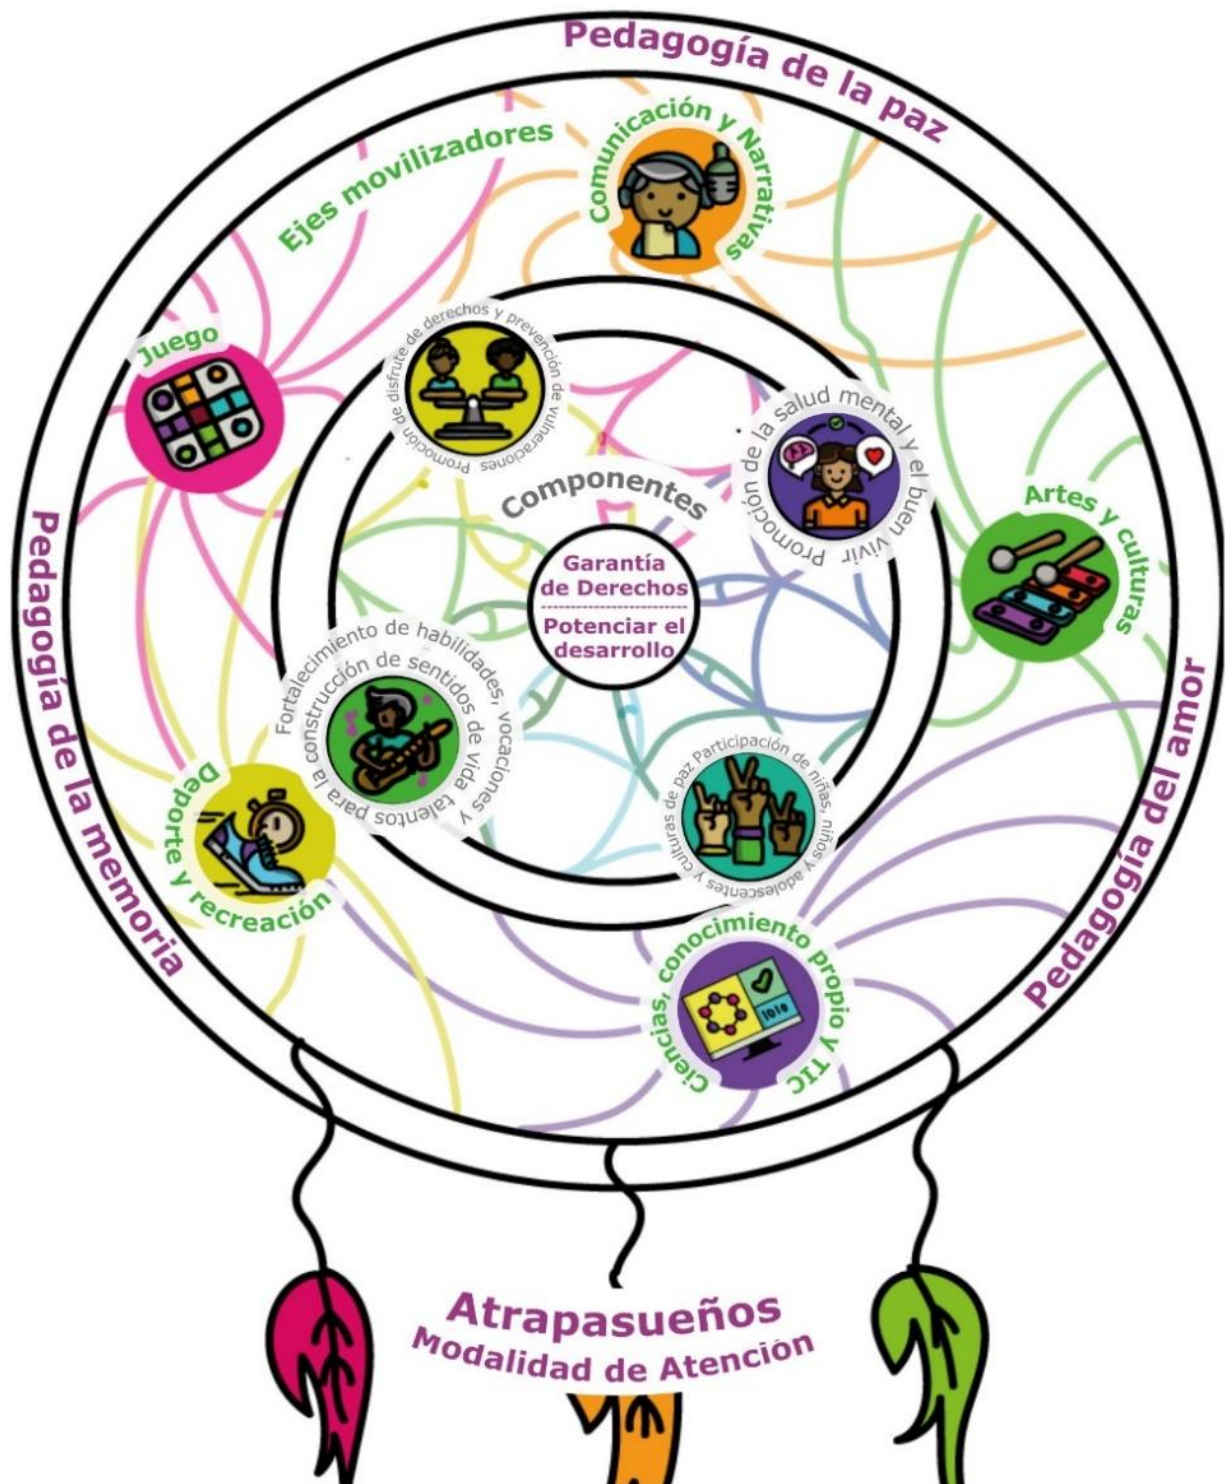 Pedagogía de la paz
Ejes movilizadores
Comunicación y Narrativas
Juego
Promoción de disfrute de derechos y prevención de vulneraciones
Promoción de la salud mental y el buen vivir
Componentes
Artes y culturas
Garantía
de Derechos
Potenciar el
desarrollo
Pedagogía de la memoria
Fortalecimiento de habilidades, vocaciones y
talentos para la construcción de sentidos de vida
Participación de niñas, niños y adolescentes y culturas de paz
Deporte y recreación
Pedagogía del amor
Ciencias, conocimiento propio y TIC
1010
Atrapasueños
Modalidad de Atención